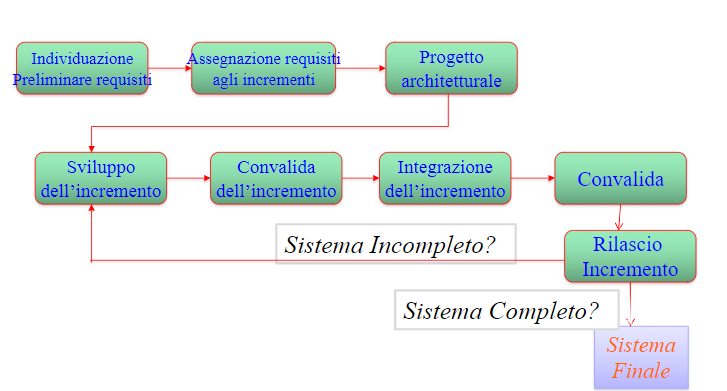 Individuazione
Preliminare requisiti
Assegnazione requisiti
agli incrementi
Progetto
architetturale
Sviluppo
dell’incremento
Convalida
dell’incremento
Integrazione
dell’incremento
Convalida
Rilascio
Incremento
Sistema Incompleto?
Sistema Completo?
Sistema
Finale